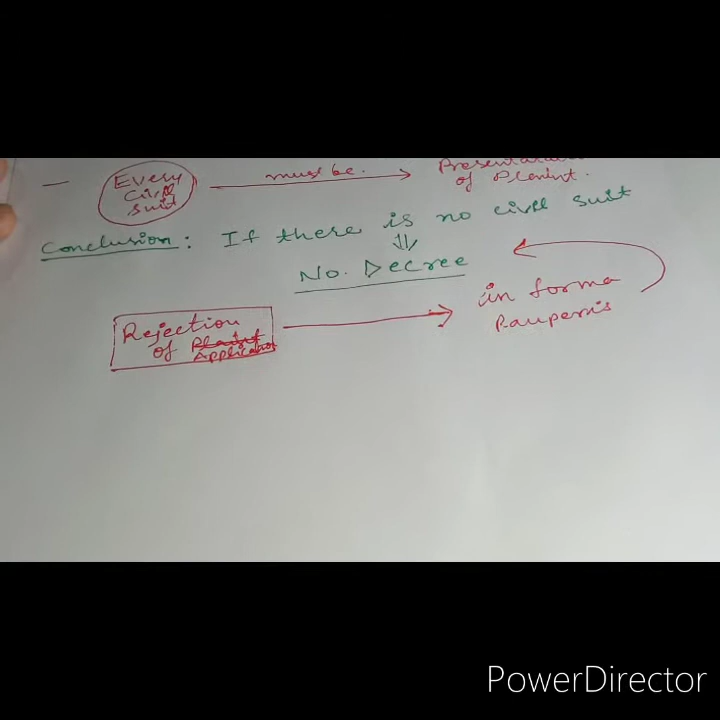 Every
civil
suit
must be.
of Plaint.
Conclusion: If there is no civil suit
No. Decree
in forma
Pauperis
Rejection
of Plaint
Application
PowerDirector